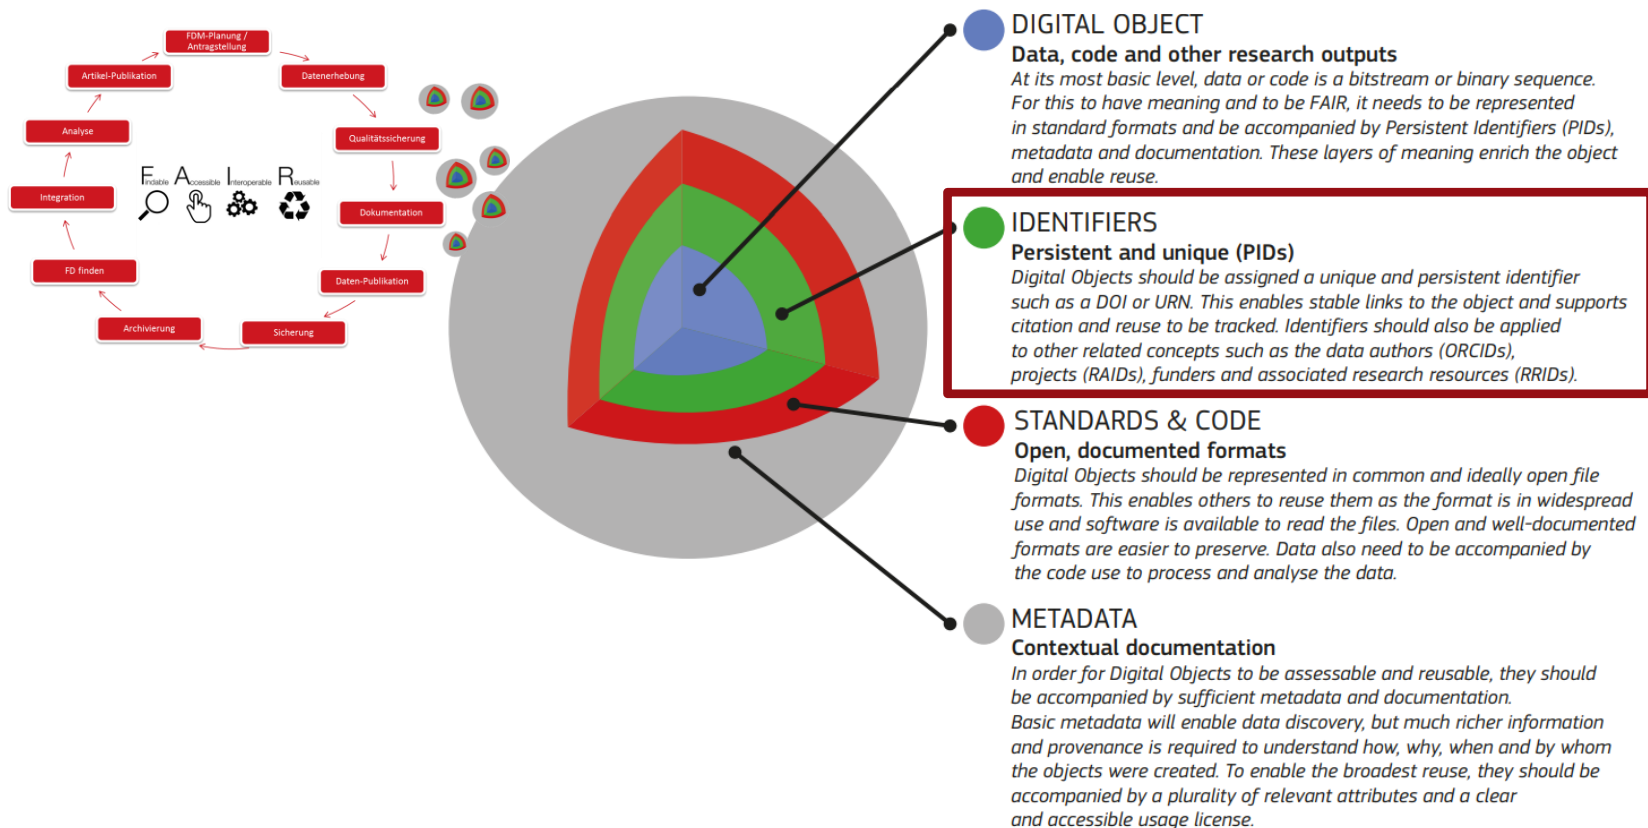 FDM-Planung /
Antragstellung
Datenerhebung
Qualitätssicherung
Dokumentation
Daten-Publikation
Sicherung
Archivierung
FD finden
Integration
Analyse
Artikel-Publikation
Findable Accessible Interoperable Reusable
DIGITAL OBJECT
Data, code and other research outputs
At its most basic level, data or code is a bitstream or binary sequence.
For this to have meaning and to be FAIR, it needs to be represented
in standard formats and be accompanied by Persistent Identifiers (PIDs),
metadata and documentation. These layers of meaning enrich the object
and enable reuse.
IDENTIFIERS
Persistent and unique (PIDs)
Digital Objects should be assigned a unique and persistent identifier
such as a DOI or URN. This enables stable links to the object and supports
citation and reuse to be tracked. Identifiers should also be applied
to other related concepts such as the data authors (ORCIDs),
projects (RAIDs), funders and associated research resources (RRIDs).
STANDARDS & CODE
Open, documented formats
Digital Objects should be represented in common and ideally open file
formats. This enables others to reuse them as the format is in widespread
use and software is available to read the files. Open and well-documented
formats are easier to preserve. Data also need to be accompanied by
the code use to process and analyse the data.
METADATA
Contextual documentation
In order for Digital Objects to be assessable and reusable, they should
be accompanied by sufficient metadata and documentation.
Basic metadata will enable data discovery, but much richer information
and provenance is required to understand how, why, when and by whom
the objects were created. To enable the broadest reuse, they should be
accompanied by a plurality of relevant attributes and a clear
and accessible usage license.